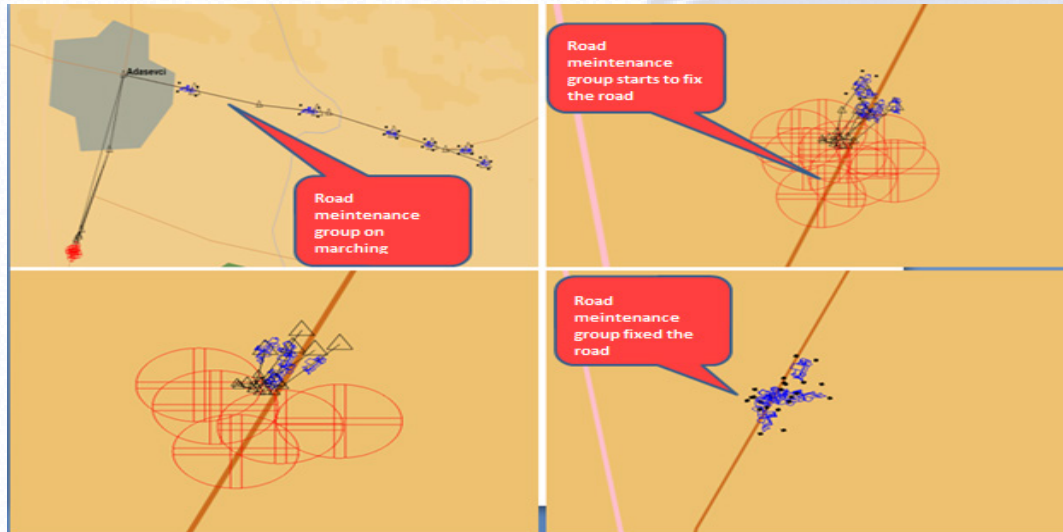 Adasevci
Road
meintenance
group on
marching
Road
meintenance
group starts to fix
the road
Road
meintenance
group fixed the
road